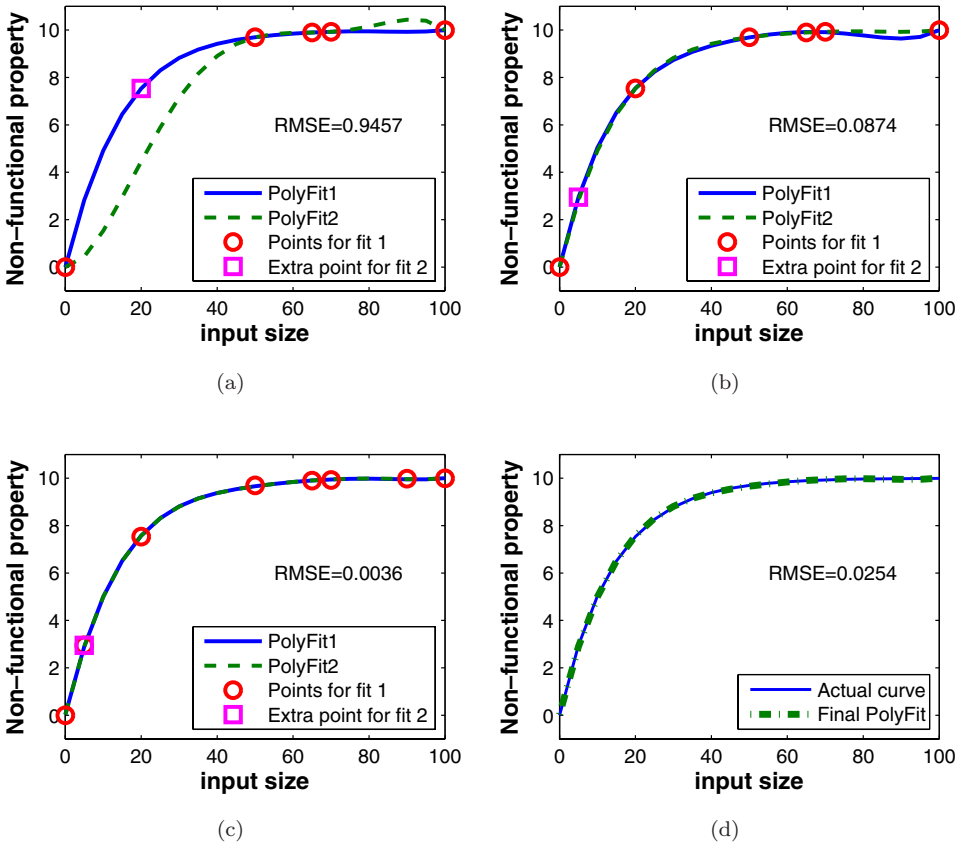 Non–functional property
10
8
6
4
2
0
RMSE=0.9457
PolyFit1
PolyFit2
Points for fit 1
Extra point for fit 2
0 20 40 60 80 100
input size
(a)
Non–functional property
10
8
6
4
2
0
RMSE=0.0874
PolyFit1
PolyFit2
Points for fit 1
Extra point for fit 2
0 20 40 60 80 100
input size
(b)
Non–functional property
10
8
6
4
2
0
RMSE=0.0036
PolyFit1
PolyFit2
Points for fit 1
Extra point for fit 2
0 20 40 60 80 100
input size
(c)
Non–functional property
10
8
6
4
2
0
RMSE=0.0254
Actual curve
Final PolyFit
0 20 40 60 80 100
input size
(d)